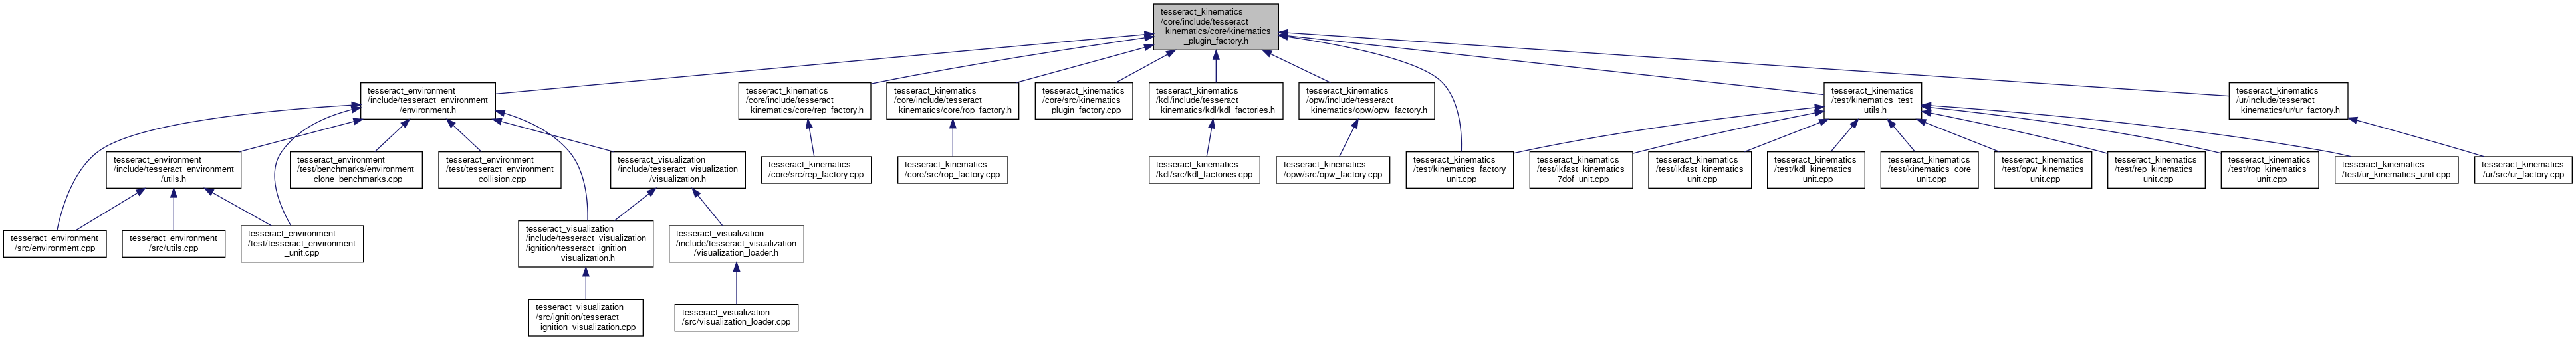 tesseract_kinematics
/core/include/tesseract
_kinematics/core/kinematics
_plugin_factory.h
tesseract_environment
/include/tesseract_environment
/environment.h
tesseract_kinematics
/core/include/tesseract
_kinematics/core/rep_factory.h
tesseract_kinematics
/core/include/tesseract
_kinematics/core/rop_factory.h
tesseract_kinematics
/core/src/kinematics
_plugin_factory.cpp
tesseract_kinematics
/kdl/include/tesseract
_kinematics/kdl/kdl_factories.h
tesseract_kinematics
/opw/include/tesseract
_kinematics/opw/opw_factory.h
tesseract_kinematics
/test/kinematics_test
_utils.h
tesseract_kinematics
/ur/include/tesseract
_kinematics/ur/ur_factory.h
tesseract_environment
/include/tesseract_environment
/utils.h
tesseract_environment
/test/benchmarks/environment
_clone_benchmarks.cpp
tesseract_environment
/test/tesseract_environment
_collision.cpp
tesseract_visualization
/include/tesseract_visualization
/visualization.h
tesseract_kinematics
/core/src/rep_factory.cpp
tesseract_kinematics
/core/src/rop_factory.cpp
tesseract_kinematics
/kdl/src/kdl_factories.cpp
tesseract_kinematics
/opw/src/opw_factory.cpp
tesseract_kinematics
/test/kinematics_factory
_unit.cpp
tesseract_kinematics
/test/ikfast_kinematics
_7dof_unit.cpp
tesseract_kinematics
/test/ikfast_kinematics
_unit.cpp
tesseract_kinematics
/test/kdl_kinematics
_unit.cpp
tesseract_kinematics
/test/kinematics_core
_unit.cpp
tesseract_kinematics
/test/opw_kinematics
_unit.cpp
tesseract_kinematics
/test/rep_kinematics
_unit.cpp
tesseract_kinematics
/test/rop_kinematics
_unit.cpp
tesseract_kinematics
/test/ur_kinematics_unit.cpp
tesseract_kinematics
/ur/src/ur_factory.cpp
tesseract_environment
/src/environment.cpp
tesseract_environment
/src/utils.cpp
tesseract_environment
/test/tesseract_environment
_unit.cpp
tesseract_visualization
/include/tesseract_visualization
/ignition/tesseract_ignition
_visualization.h
tesseract_visualization
/include/tesseract_visualization
/visualization_loader.h
tesseract_visualization
/src/ignition/tesseract
_ignition_visualization.cpp
tesseract_visualization
/src/visualization_loader.cpp